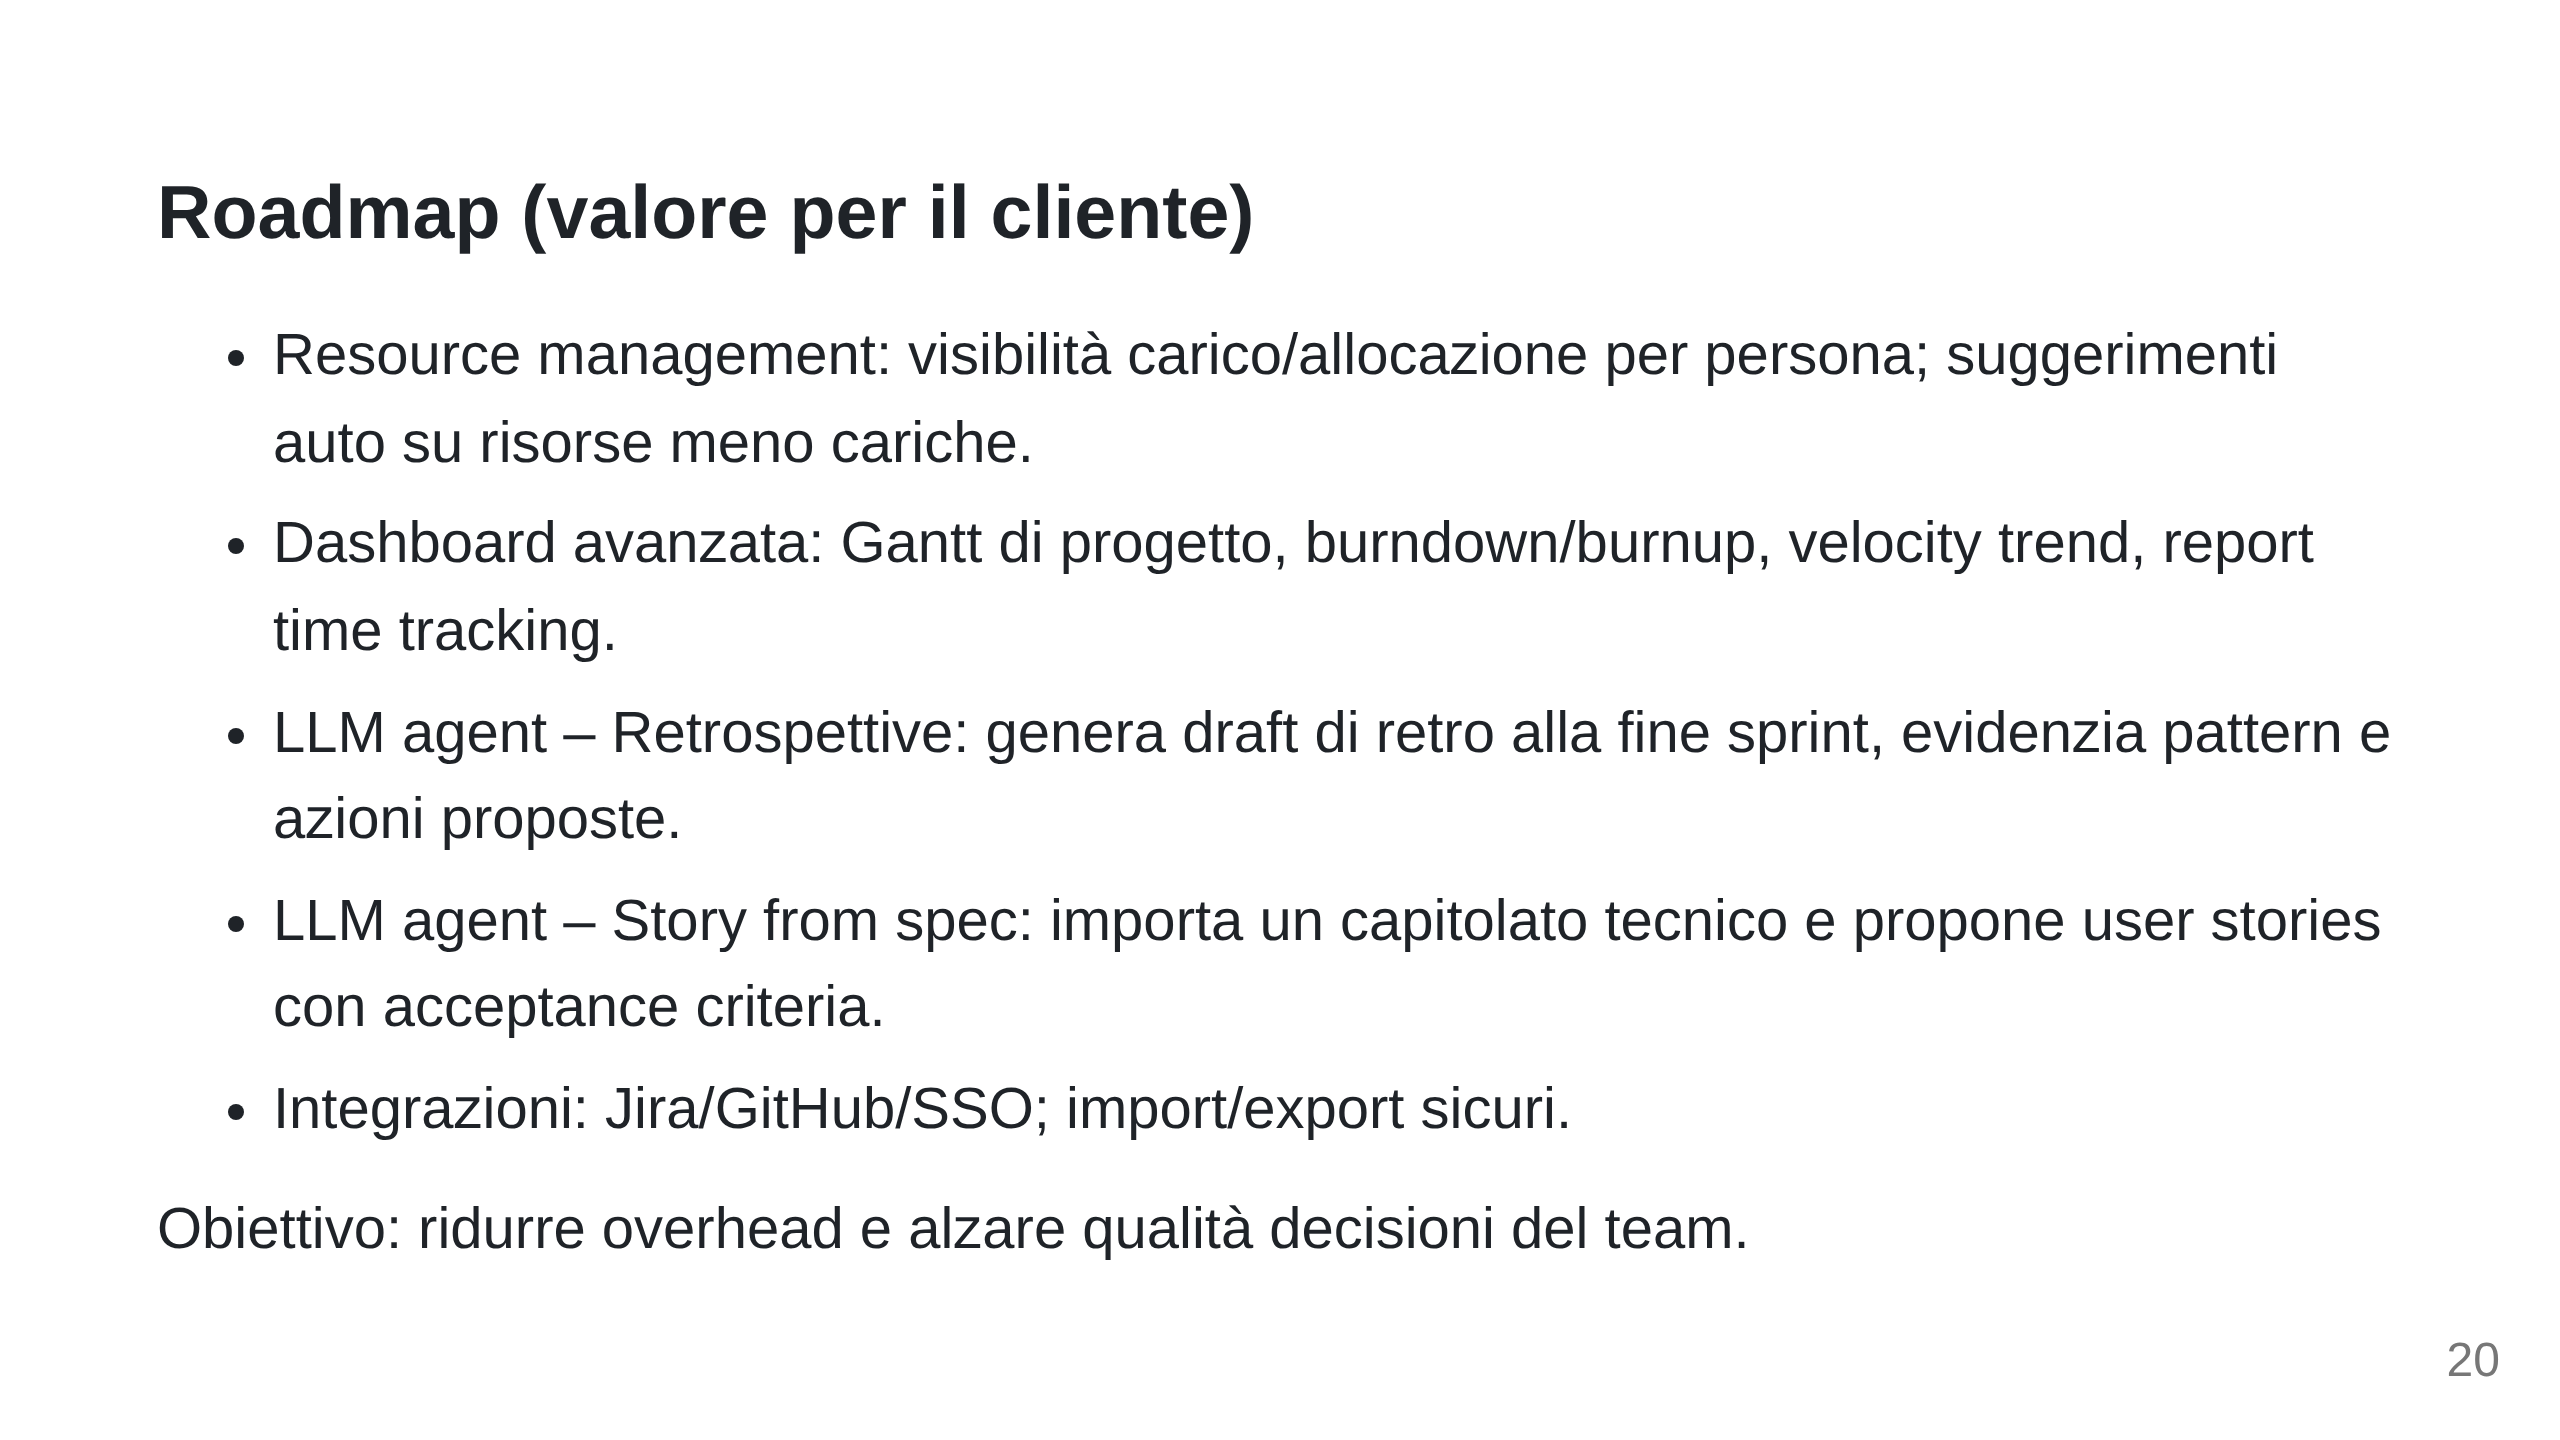 Roadmap (valore per il cliente)
• Resource management: visibilità carico/allocazione per persona; suggerimenti
auto su risorse meno cariche.
• Dashboard avanzata: Gantt di progetto, burndown/burnup, velocity trend, report
time tracking.
• LLM agent – Retrospettive: genera draft di retro alla fine sprint, evidenzia pattern e
azioni proposte.
• LLM agent – Story from spec: importa un capitolato tecnico e propone user stories
con acceptance criteria.
• Integrazioni: Jira/GitHub/SSO; import/export sicuri.
Obiettivo: ridurre overhead e alzare qualità decisioni del team.
20